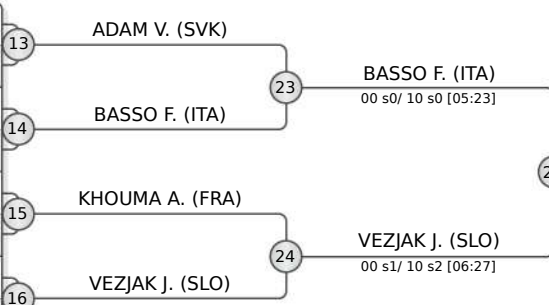 ADAM V. (SVK)
13
23
BASSO F. (ITA)
00 s0/ 10 s0 [05:23]
BASSO F. (ITA)
14
KHOUMA A. (FRA)
15
24
VEZJAK J. (SLO)
00 s1/ 10 s2 [06:27]
VEZJAK J. (SLO)
16